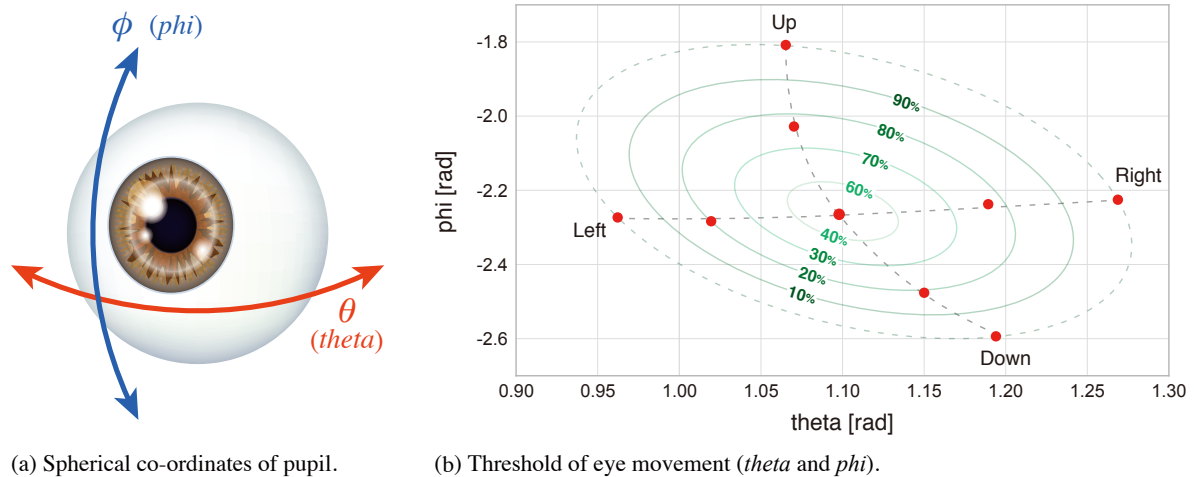 ϕ (phi)
θ
(theta)
(a) Spherical co-ordinates of pupil.
phi [rad]
-1.8
-2.0
-2.2
-2.4
-2.6
Up
90%
80%
70%
60%
Right
Left
40%
30%
20%
10%
Down
0.90 0.95 1.00 1.05 1.10 1.15 1.20 1.25 1.30
theta [rad]
(b) Threshold of eye movement (theta and phi).